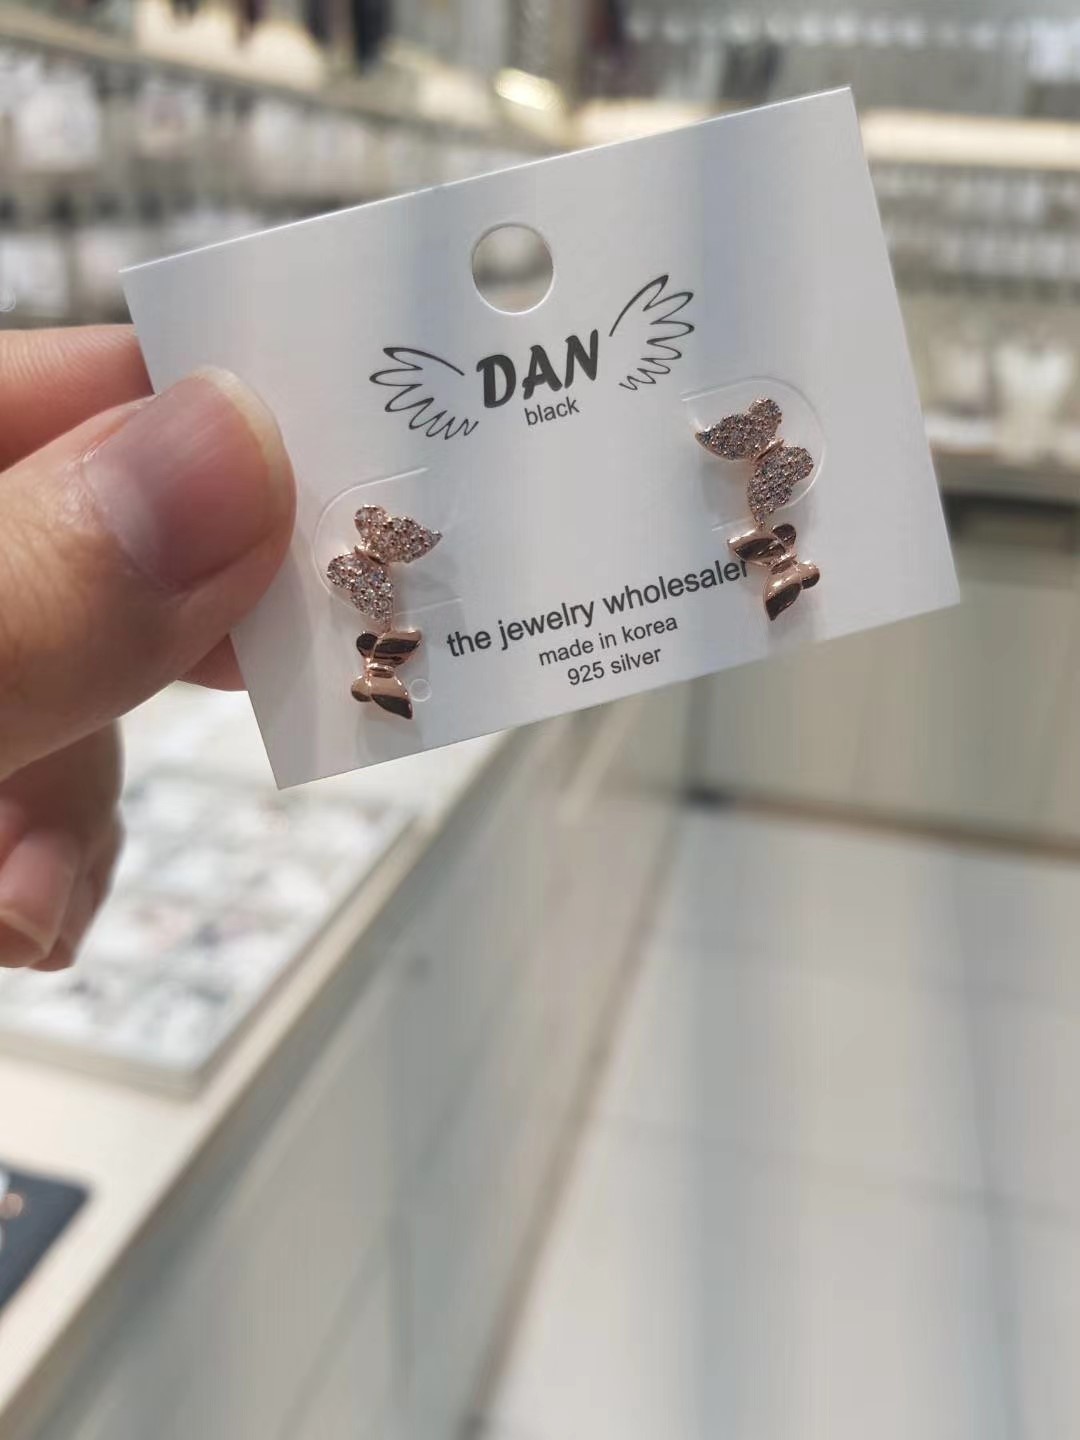 DAN
black
the jewelry wholesaler
made in korea
925 silver